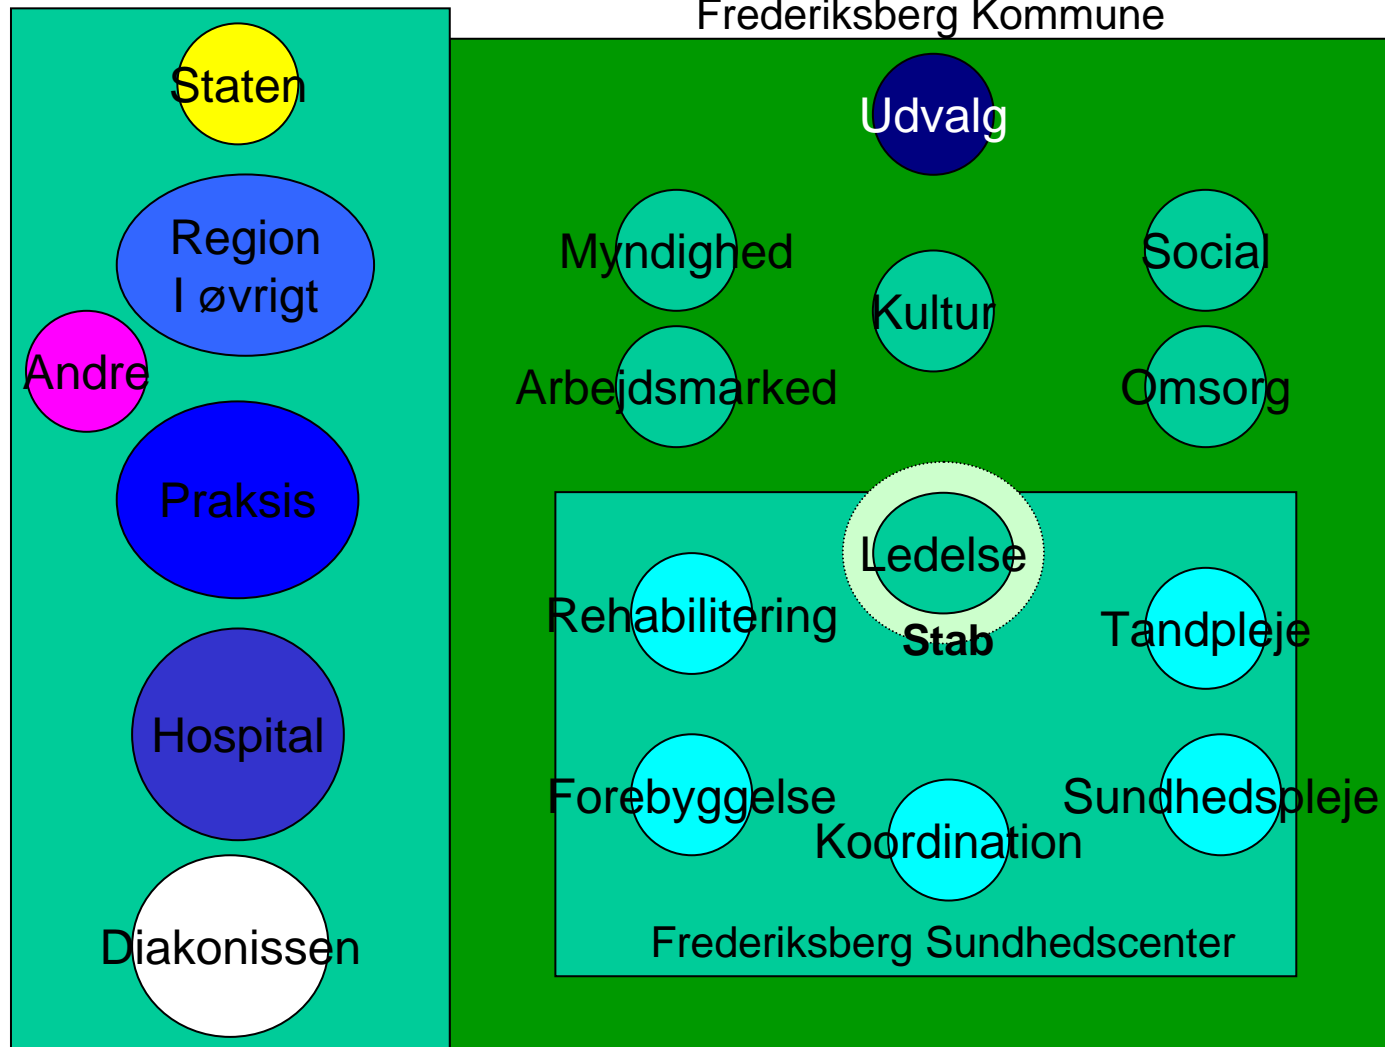 Frederiksberg Kommune
Staten
Region
I øvrigt
Andre
Praksis
Hospital
Diakonissen
Udvalg
Myndighed
Kultur
Social
Arbejdsmarked
Omsorg
Ledelse
Stab
Rehabilitering
Tandpleje
Forebyggelse
Koordination
Sundhedspleje
Frederiksberg Sundhedscenter